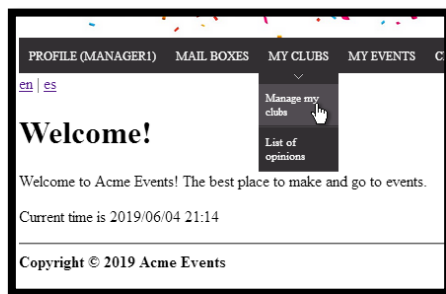 PROFILE (MANAGER1) MAIL BOXES MY CLUBS MY EVENTS
en | es
Manage my
clubs
List of
opinions
Welcome!
Welcome to Acme Events! The best place to make and go to events.
Current time is 2019/06/04 21:14
Copyright © 2019 Acme Events